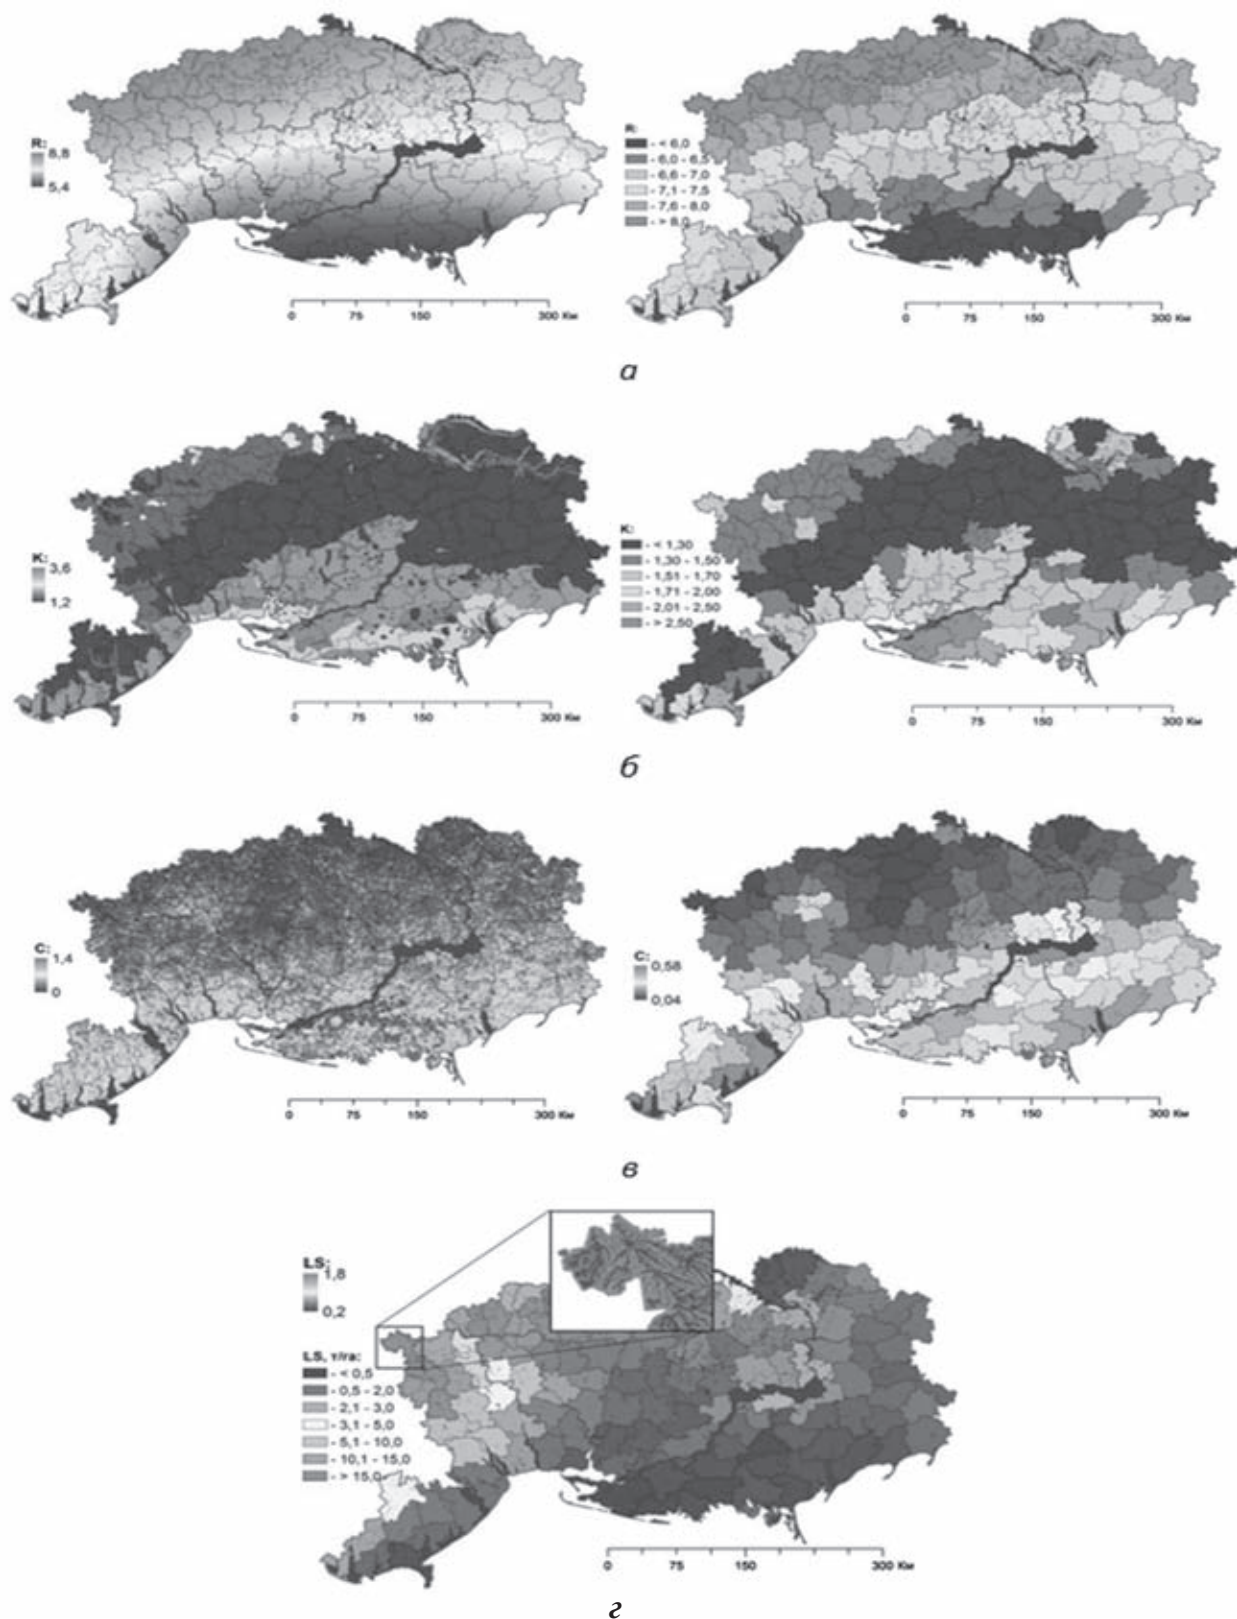 R:
8,8
5,4
0 75 150 300 Км
R:
- < 6,0
- 6,0 - 6,5
- 6,6 - 7,0
- 7,1 - 7,5
- 7,6 - 8,0
- > 8,0
0 75 150 300 Км
а
K:
3,6
1,2
0 75 150 300 Км
K:
- < 1,30
- 1,30 - 1,50
- 1,51 - 1,70
- 1,71 - 2,00
- 2,01 - 2,50
- > 2,50
0 75 150 300 Км
б
C:
1,4
0
0 75 150 300 Км
C:
0,58
0,04
0 75 150 300 Км
в
LS:
1,8
0,2
LS, т/га:
- < 0,5
- 0,5 - 2,0
- 2,1 - 3,0
- 3,1 - 5,0
- 5,1 - 10,0
- 10,1 - 15,0
- > 15,0
0 75 150 300 Км
г